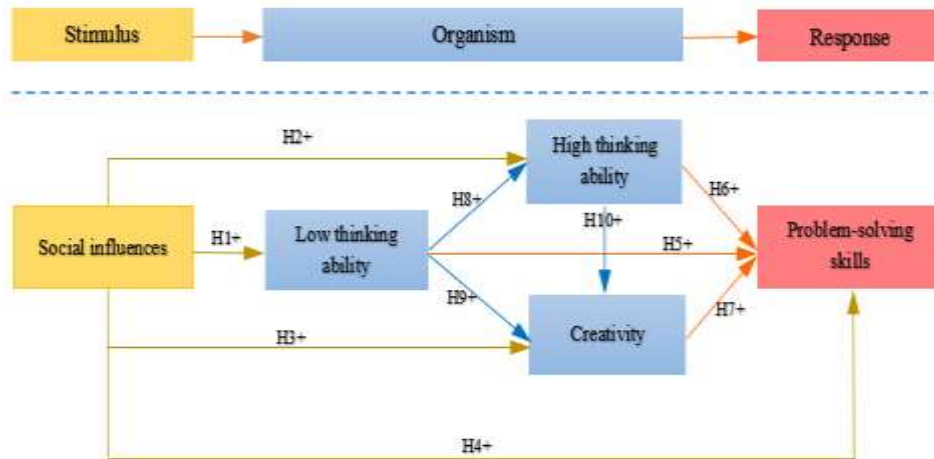 Stimulus
Organism
Response
H2+
High thinking
ability
H8+
H6+
H10+
Social influences
H1+
Low thinking
ability
H5+
Problem-solving
skills
H9+
H7+
H3+
Creativity
H4+